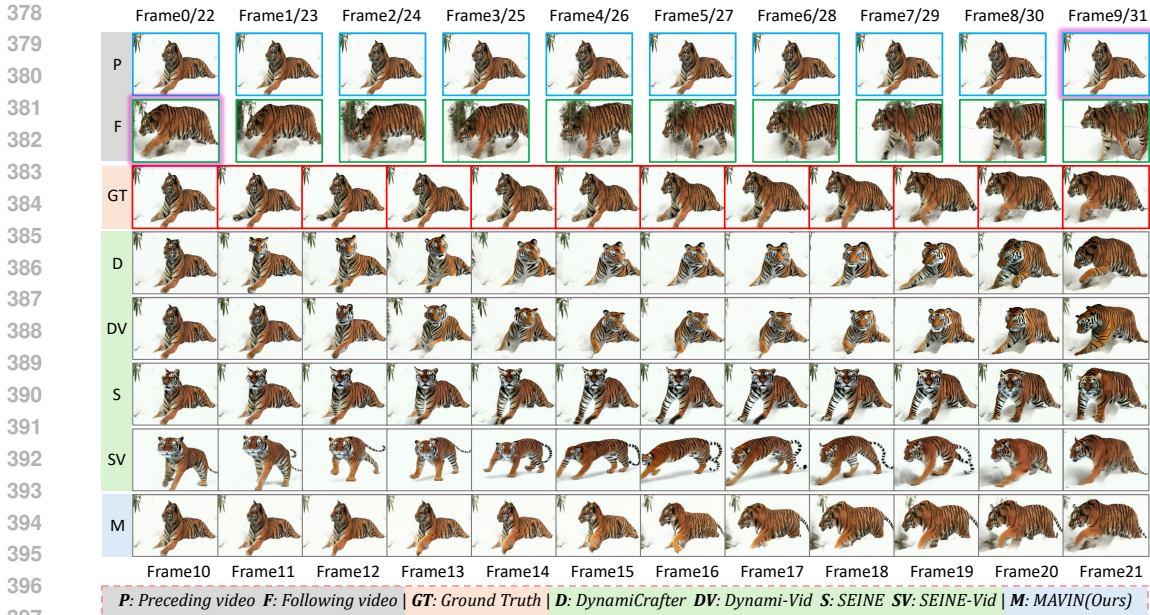 378
Frame0/22 Frame1/23 Frame2/24 Frame3/25 Frame4/26 Frame5/27 Frame6/28 Frame7/29 Frame8/30 Frame9/31
379
P
380
381
F
382
383
GT
384
385
D
386
387
DV
388
389
S
390
391
SV
392
393
M
394
395
Frame10 Frame11 Frame12 Frame13 Frame14 Frame15 Frame16 Frame17 Frame18 Frame19 Frame20 Frame21
396
P: Preceding video F: Following video | GT: Ground Truth | D: DynamiCrafter DV: Dynami-Vid S: SEINE SV: SEINE-Vid | M: MAVIN(Ours)